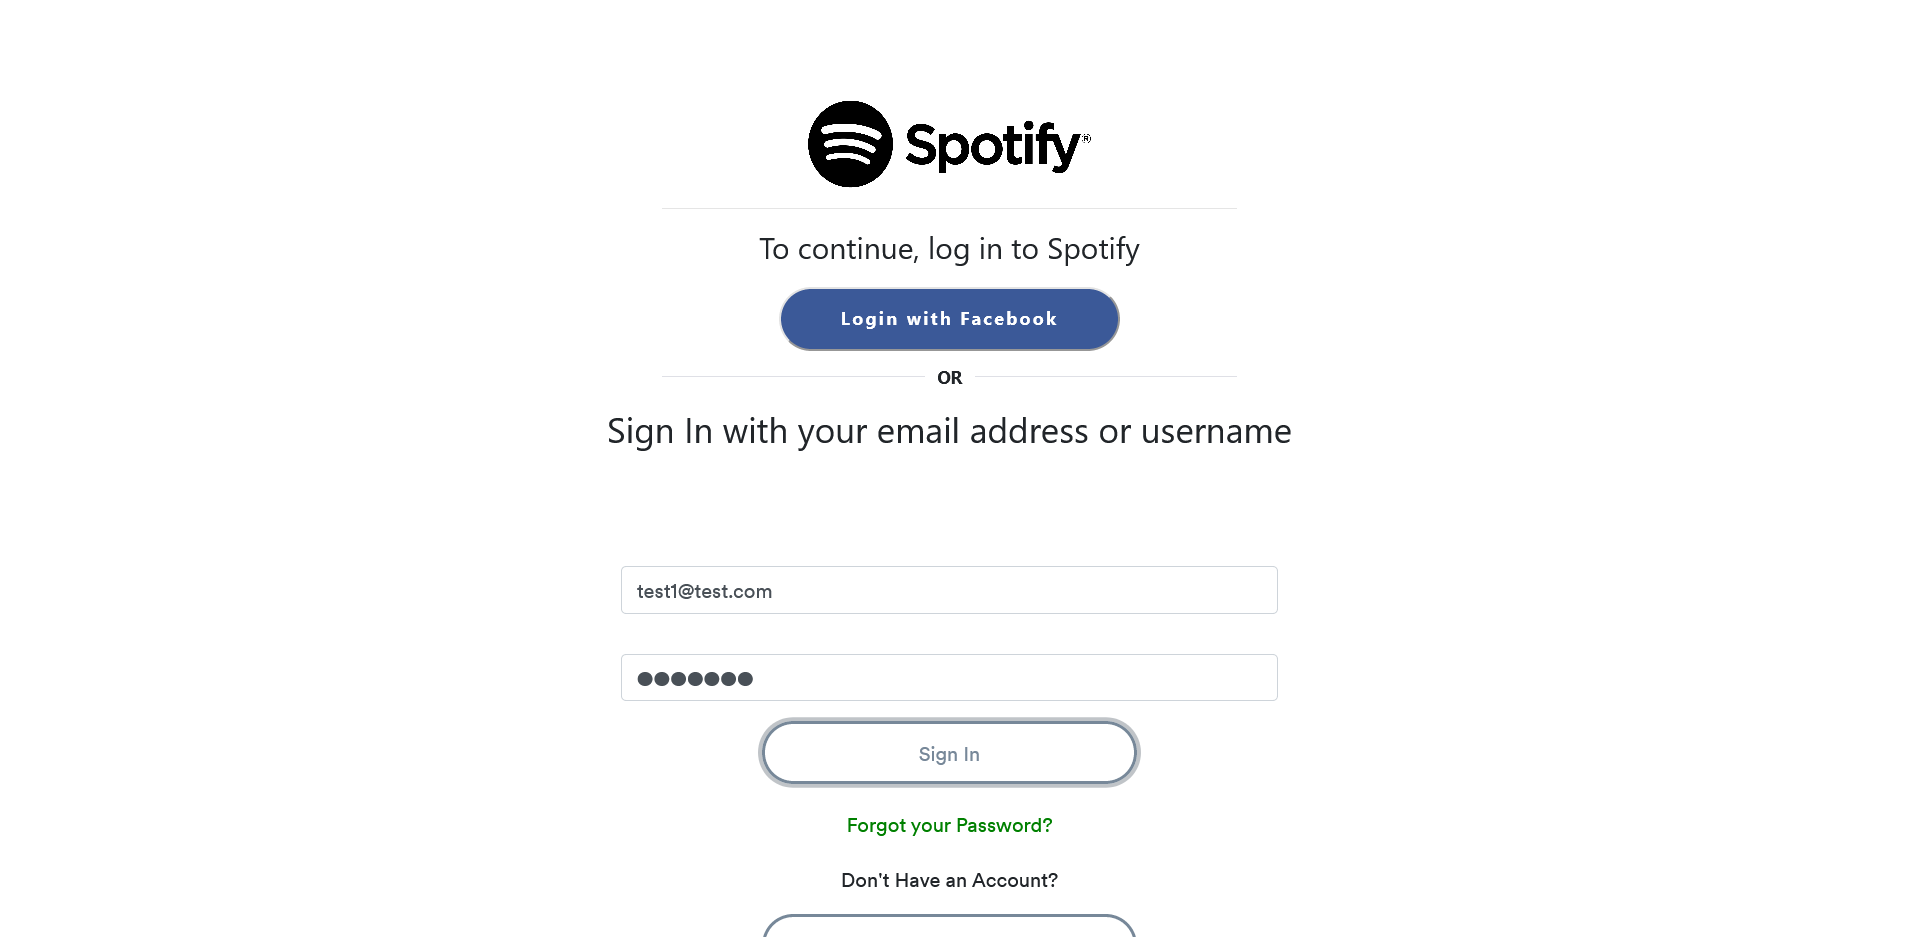 Spotify®
To continue, log in to Spotify
Login with Facebook
OR
Sign In with your email address or username
test1@test.com
●●●●●●●
Sign In
Forgot your Password?
Don't Have an Account?